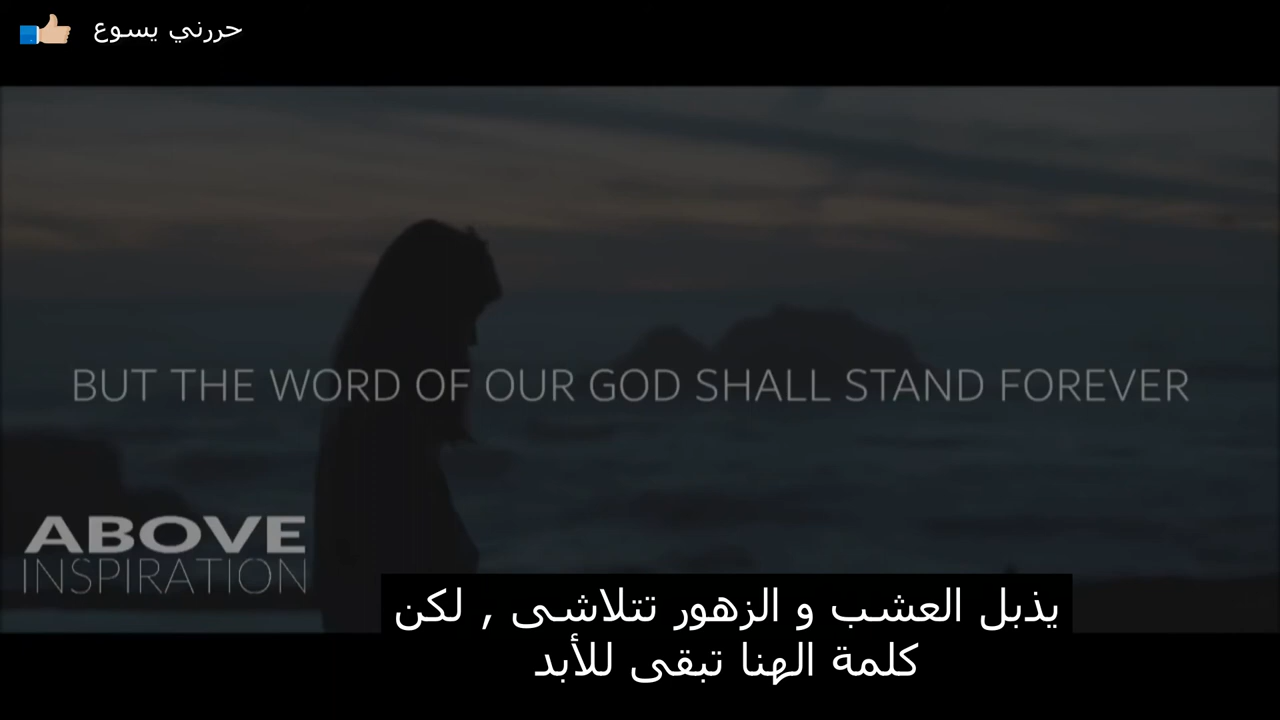 حررني يسوع
BUT THE WORD OF OUR GOD SHALL STAND FOREVER
ABOVE
INSPIRATION
يذبل العشب و الزهور تتلاشى , لكن
كلمة الهنا تبقى للأبد